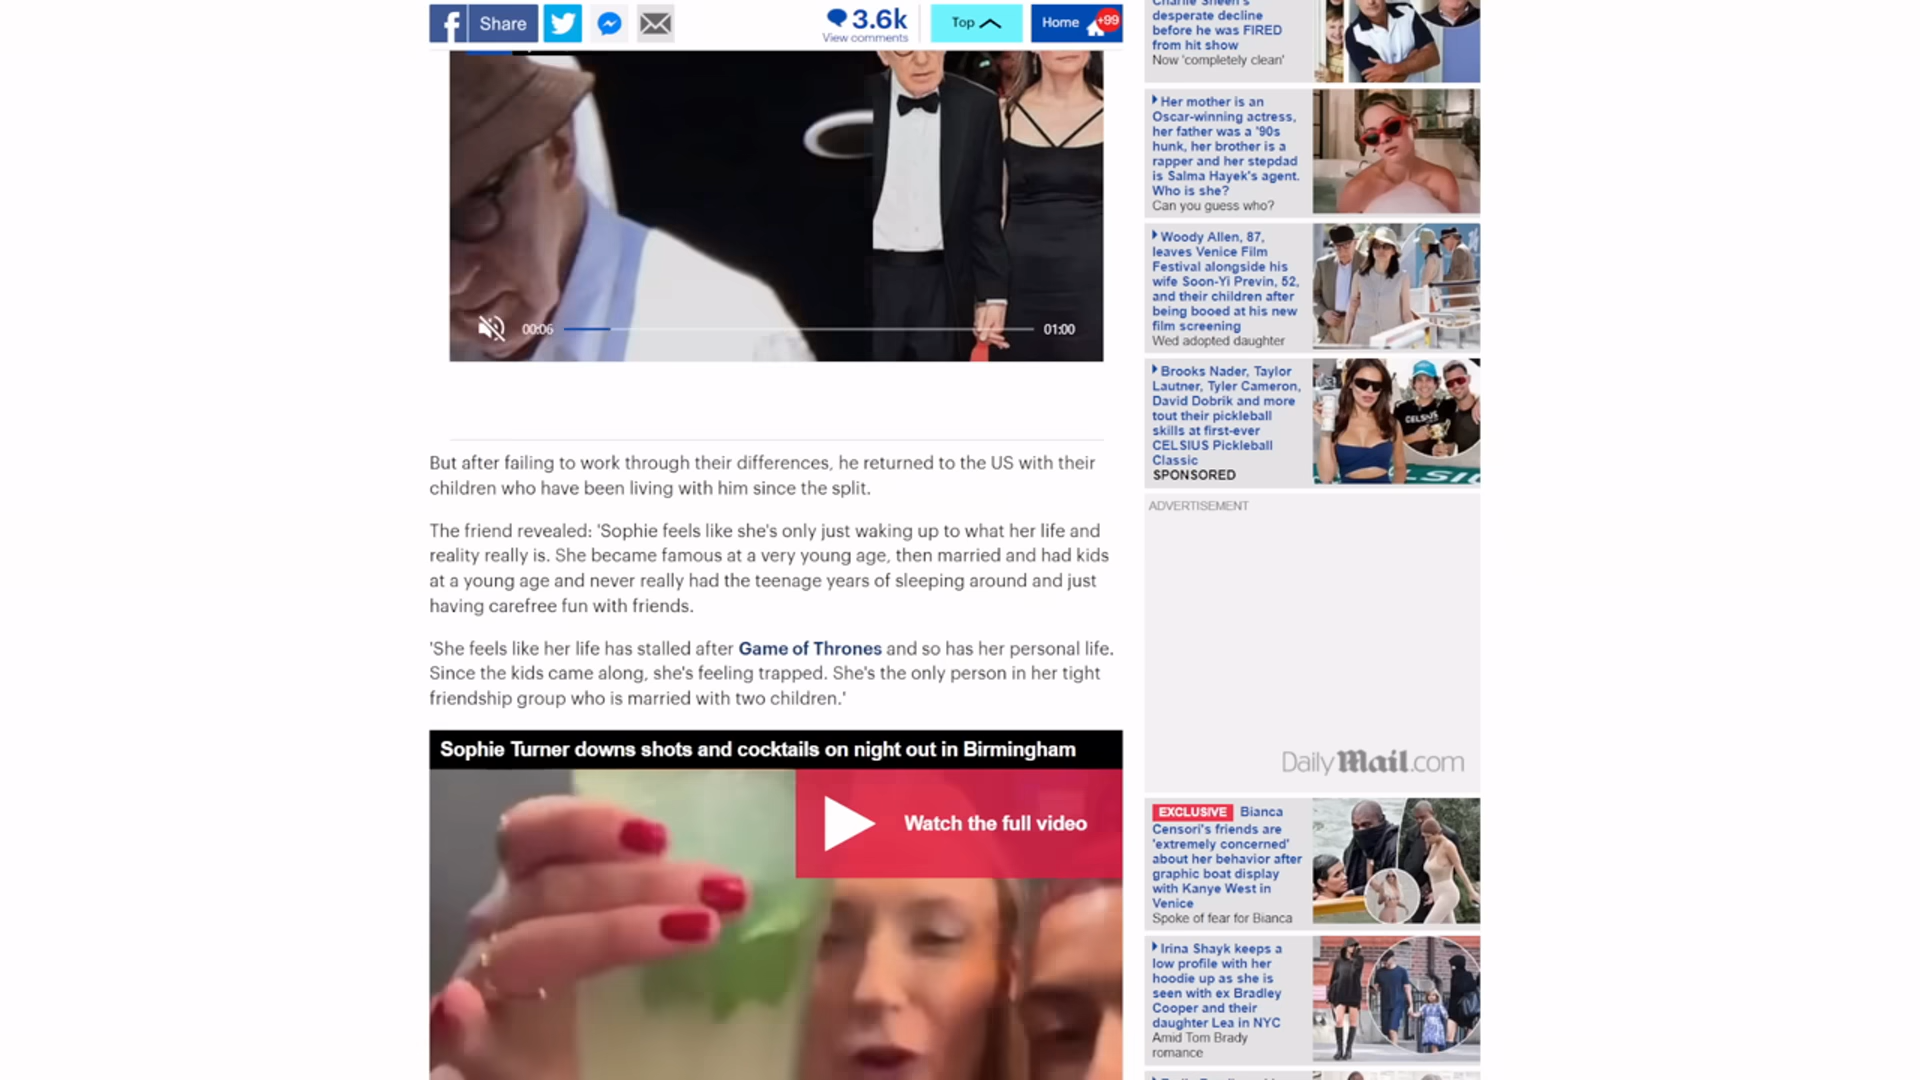 Share
3.6k
View comments
Top
Home
+99
00:06
01:00
But after failing to work through their differences, he returned to the US with their
children who have been living with him since the split.
The friend revealed: 'Sophie feels like she's only just waking up to what her life and
reality really is. She became famous at a very young age, then married and had kids
at a young age and never really had the teenage years of sleeping around and just
having carefree fun with friends.
'She feels like her life has stalled after Game of Thrones and so has her personal life.
Since the kids came along, she's feeling trapped. She's the only person in her tight
friendship group who is married with two children.'
Sophie Turner downs shots and cocktails on night out in Birmingham
Watch the full video
Charlie Sheen's
desperate decline
before he was FIRED
from hit show
Now 'completely clean'
Her mother is an
Oscar-winning actress,
her father was a '90s
hunk, her brother is a
rapper and her stepdad
is Salma Hayek's agent.
Who is she?
Can you guess who?
Woody Allen, 87,
leaves Venice Film
Festival alongside his
wife Soon-Yi Previn, 52,
and their children after
being booed at his new
film screening
Wed adopted daughter
Brooks Nader, Taylor
Lautner, Tyler Cameron,
David Dobrik and more
tout their pickleball
skills at first-ever
CELSIUS Pickleball
Classic
SPONSORED
CELSIUS
ADVERTISEMENT
DailyMail.com
EXCLUSIVE Bianca
Censori's friends are
'extremely concerned'
about her behavior after
graphic boat display
with Kanye West in
Venice
Spoke of fear for Bianca
Irina Shayk keeps a
low profile with her
hoodie up as she is
seen with ex Bradley
Cooper and their
daughter Lea in NYC
Amid Tom Brady
romance